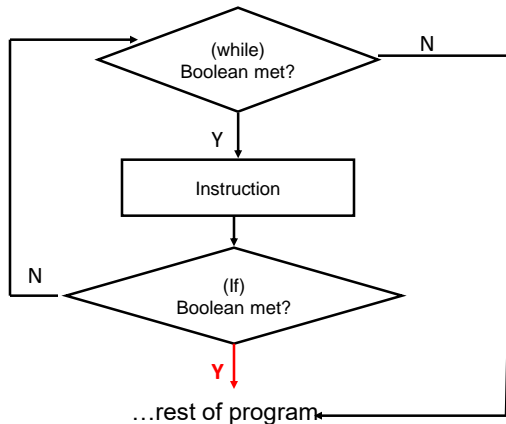 (while)
Boolean met?
N
Y
Instruction
N
(If)
Boolean met?
Y
...rest of program